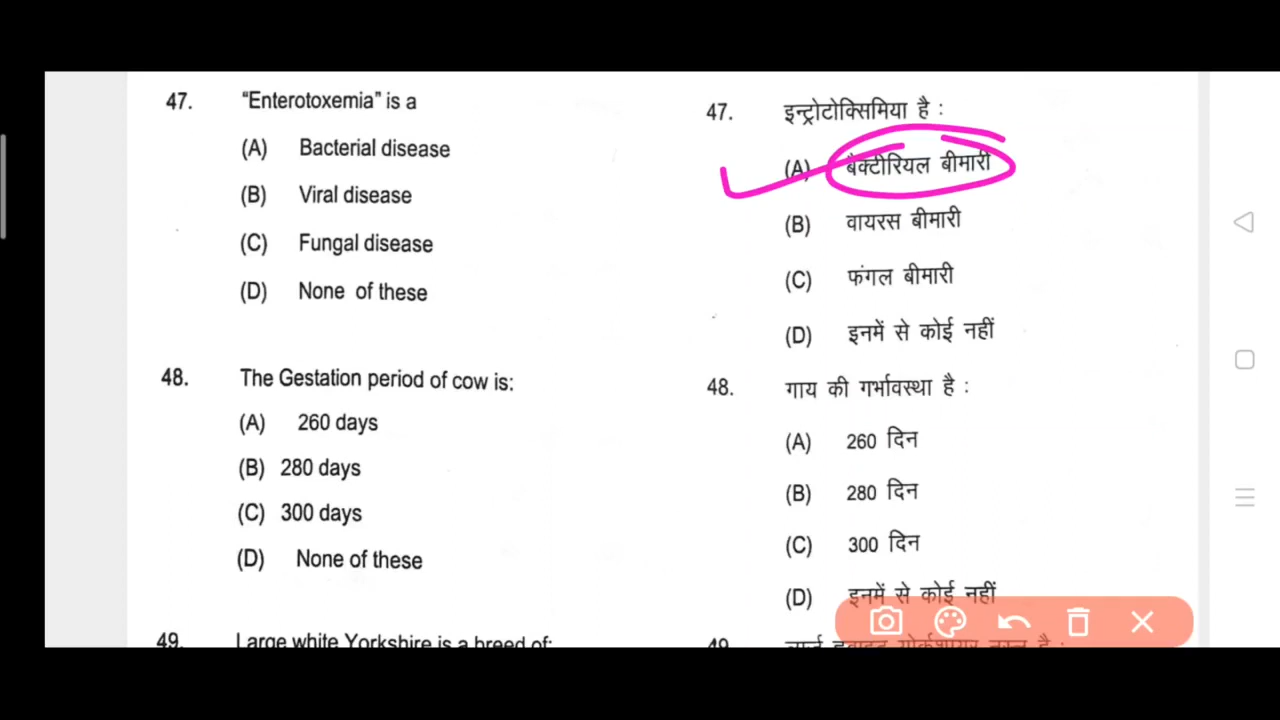 47. “Enterotoxemia” is a
(A) Bacterial disease
(B) Viral disease
(C) Fungal disease
(D) None of these
48. The Gestation period of cow is:
(A) 260 days
(B) 280 days
(C) 300 days
(D) None of these
49. Large white Yorkshire is a breed of:
47. इन्ट्रोटोक्सिमिया है :
(A) बैक्टीरियल बीमारी
(B) वायरस बीमारी
(C) फंगल बीमारी
(D) इनमें से कोई नहीं
48. गाय की गर्भावस्था है :
(A) 260 दिन
(B) 280 दिन
(C) 300 दिन
(D) इनमें से कोई नहीं
49.